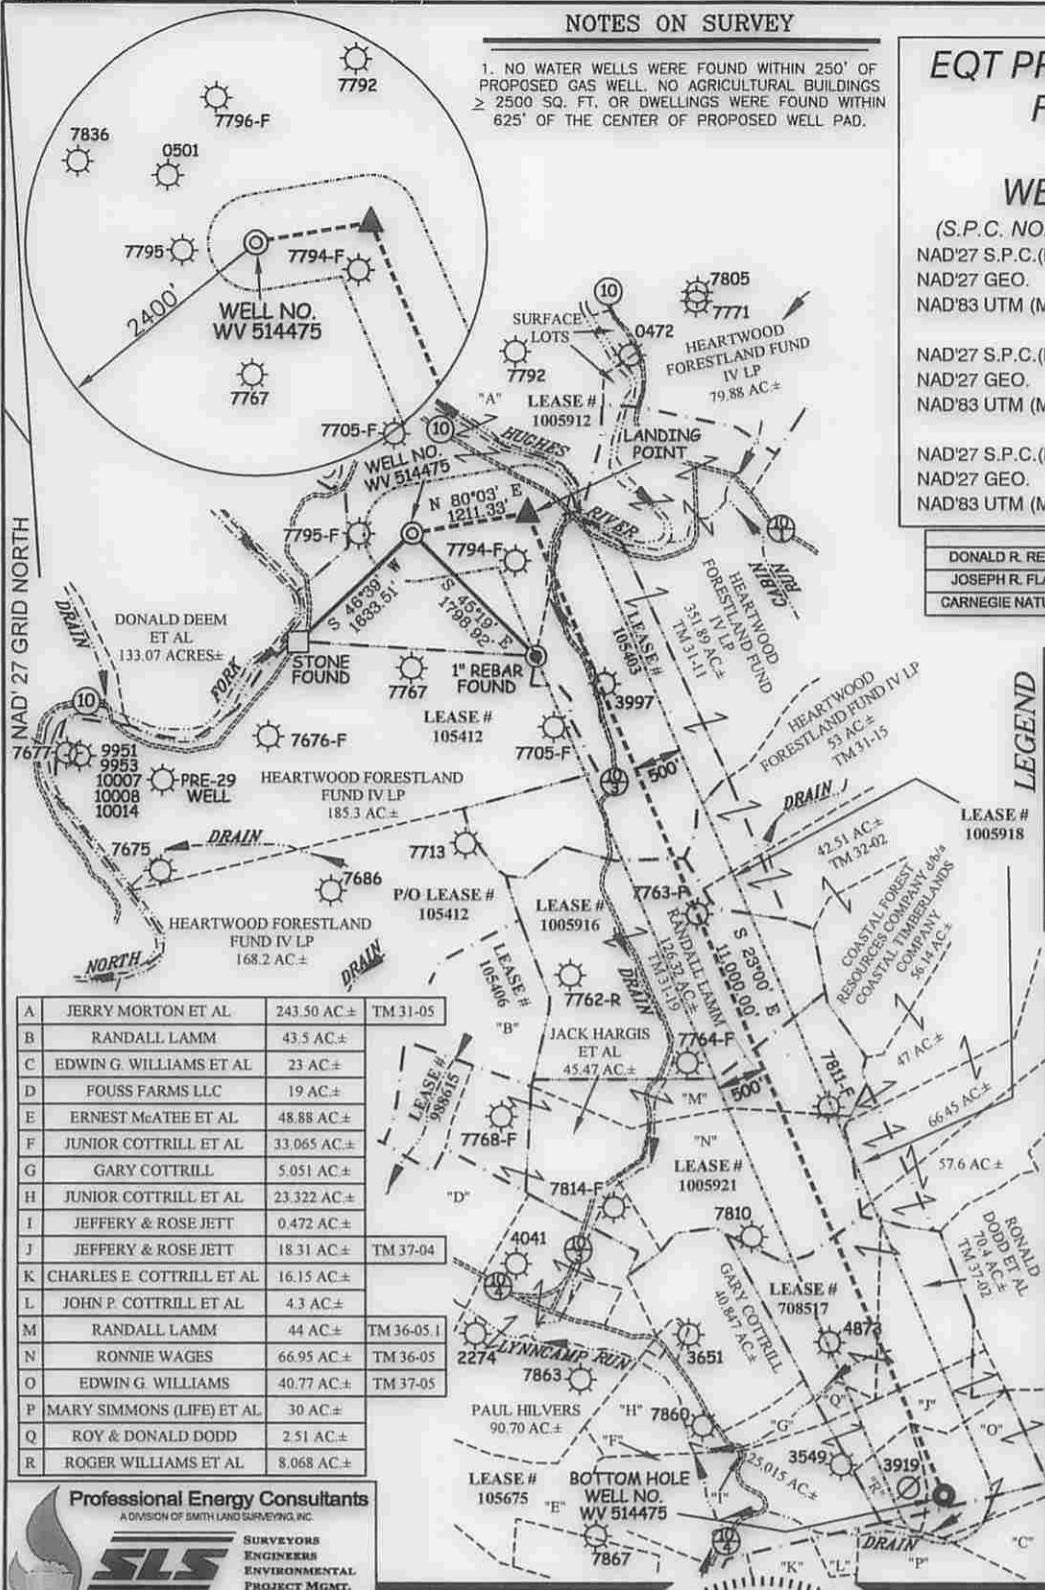 NOTES ON SURVEY
1. NO WATER WELLS WERE FOUND WITHIN 250' OF
PROPOSED GAS WELL. NO AGRICULTURAL BUILDINGS
≥ 2500 SQ. FT. OR DWELLINGS WERE FOUND WITHIN
625' OF THE CENTER OF PROPOSED WELL PAD.
EQT PR
F
WE
(S.P.C. NO.
NAD'27 S.P.C.(
NAD'27 GEO.
NAD'83 UTM (M
NAD'27 S.P.C.(
NAD'27 GEO.
NAD'83 UTM (M
NAD'27 S.P.C.(
NAD'27 GEO.
NAD'83 UTM (M
DONALD R. RE
JOSEPH R. FLA
CARNEGIE NATU
LEGEND
NAD'27 GRID NORTH
7792
7796-F
7836
0501
7795
7794-F
2400'
WELL NO.
WV 514475
7767
7705-F
10
SURFACE
LOTS
7805
7771
0472
7792
HEARTWOOD
FORESTLAND FUND
IV LP
79.88 AC.±
"A"
LEASE #
1005912
10
HUGHES
RIVER
LANDING
POINT
WELL NO.
WV 514475
N 80°03' E
1211.33'
7795-F
7794-F
S 46°39' W
1633.51'
S 45°19' E
1798.92'
10
1
CABIN
RUN
HEARTWOOD
FORESTLAND FUND
IV LP
351.89 AC.±
TM 31-11
LEASE #
105403
DRAIN
DONALD DEEM
ET AL
133.07 ACRES±
FORK
STONE
FOUND
1" REBAR
FOUND
7767
LEASE #
105412
3997
7705-F
10
HEARTWOOD
FORESTLAND FUND IV LP
53 AC.±
TM 31-15
7677
9951
9953
10007
10008
10014
PRE-29
WELL
7676-F
HEARTWOOD FORESTLAND
FUND IV LP
185.3 AC.±
500'
10
3
DRAIN
LEASE #
1005918
42.51 AC.±
TM 32-02
DRAIN
7675
7686
7713
P/O LEASE #
105412
LEASE #
1005916
7763-F
HEARTWOOD FORESTLAND
FUND IV LP
168.2 AC.±
NORTH
DRAIN
LEASE #
105406
RANDALL LAMM
126.32 AC.±
TM 31-19
S 23°00' E
11,000.00'
COASTAL FOREST
RESOURCES COMPANY d/b/a
COASTAL TIMBERLANDS
COMPANY
56.14 AC.±
DRAIN
7762-R
"B"
JACK HARGIS
ET AL
45.47 AC.±
7764-F
47 AC.±
7811-F
LEASE #
988615
"M"
500'
66.45 AC.±
7768-F
"N"
57.6 AC.±
LEASE #
1005921
"D"
7814-F
7810
RONALD
DODD ET AL
70.4 AC.±
TM 37-02
4041
10
3
10
4
GARY COTTRILL
40.847 AC.±
LEASE #
708517
4873
2274
LYNNCAMP RUN
3651
7863
PAUL HILVERS
90.70 AC.±
"H"
7860
"Q"
"J"
"G"
"O"
"F"
3549
3919
25.015 AC.±
LEASE #
105675
BOTTOM HOLE
WELL NO.
WV 514475
"I"
"R"
"E"
7867
10
4
DRAIN
"C"
"K"
"L"
"P"
A JERRY MORTON ET AL 243.50 AC.± TM 31-05
B RANDALL LAMM 43.5 AC.±
C EDWIN G. WILLIAMS ET AL 23 AC.±
D FOUSS FARMS LLC 19 AC.±
E ERNEST McATEE ET AL 48.88 AC.±
F JUNIOR COTTRILL ET AL 33.065 AC.±
G GARY COTTRILL 5.051 AC.±
H JUNIOR COTTRILL ET AL 23.322 AC.±
I JEFFERY & ROSE JETT 0.472 AC.±
J JEFFERY & ROSE JETT 18.31 AC.± TM 37-04
K CHARLES E. COTTRILL ET AL 16.15 AC.±
L JOHN P. COTTRILL ET AL 4.3 AC.±
M RANDALL LAMM 44 AC.± TM 36-05.1
N RONNIE WAGES 66.95 AC.± TM 36-05
O EDWIN G. WILLIAMS 40.77 AC.± TM 37-05
P MARY SIMMONS (LIFE) ET AL 30 AC.±
Q ROY & DONALD DODD 2.51 AC.±
R ROGER WILLIAMS ET AL 8.068 AC.±
Professional Energy Consultants
A DIVISION OF SMITH LAND SURVEYING, INC.
SLS
SURVEYORS
ENGINEERS
ENVIRONMENTAL
PROJECT MGMT.